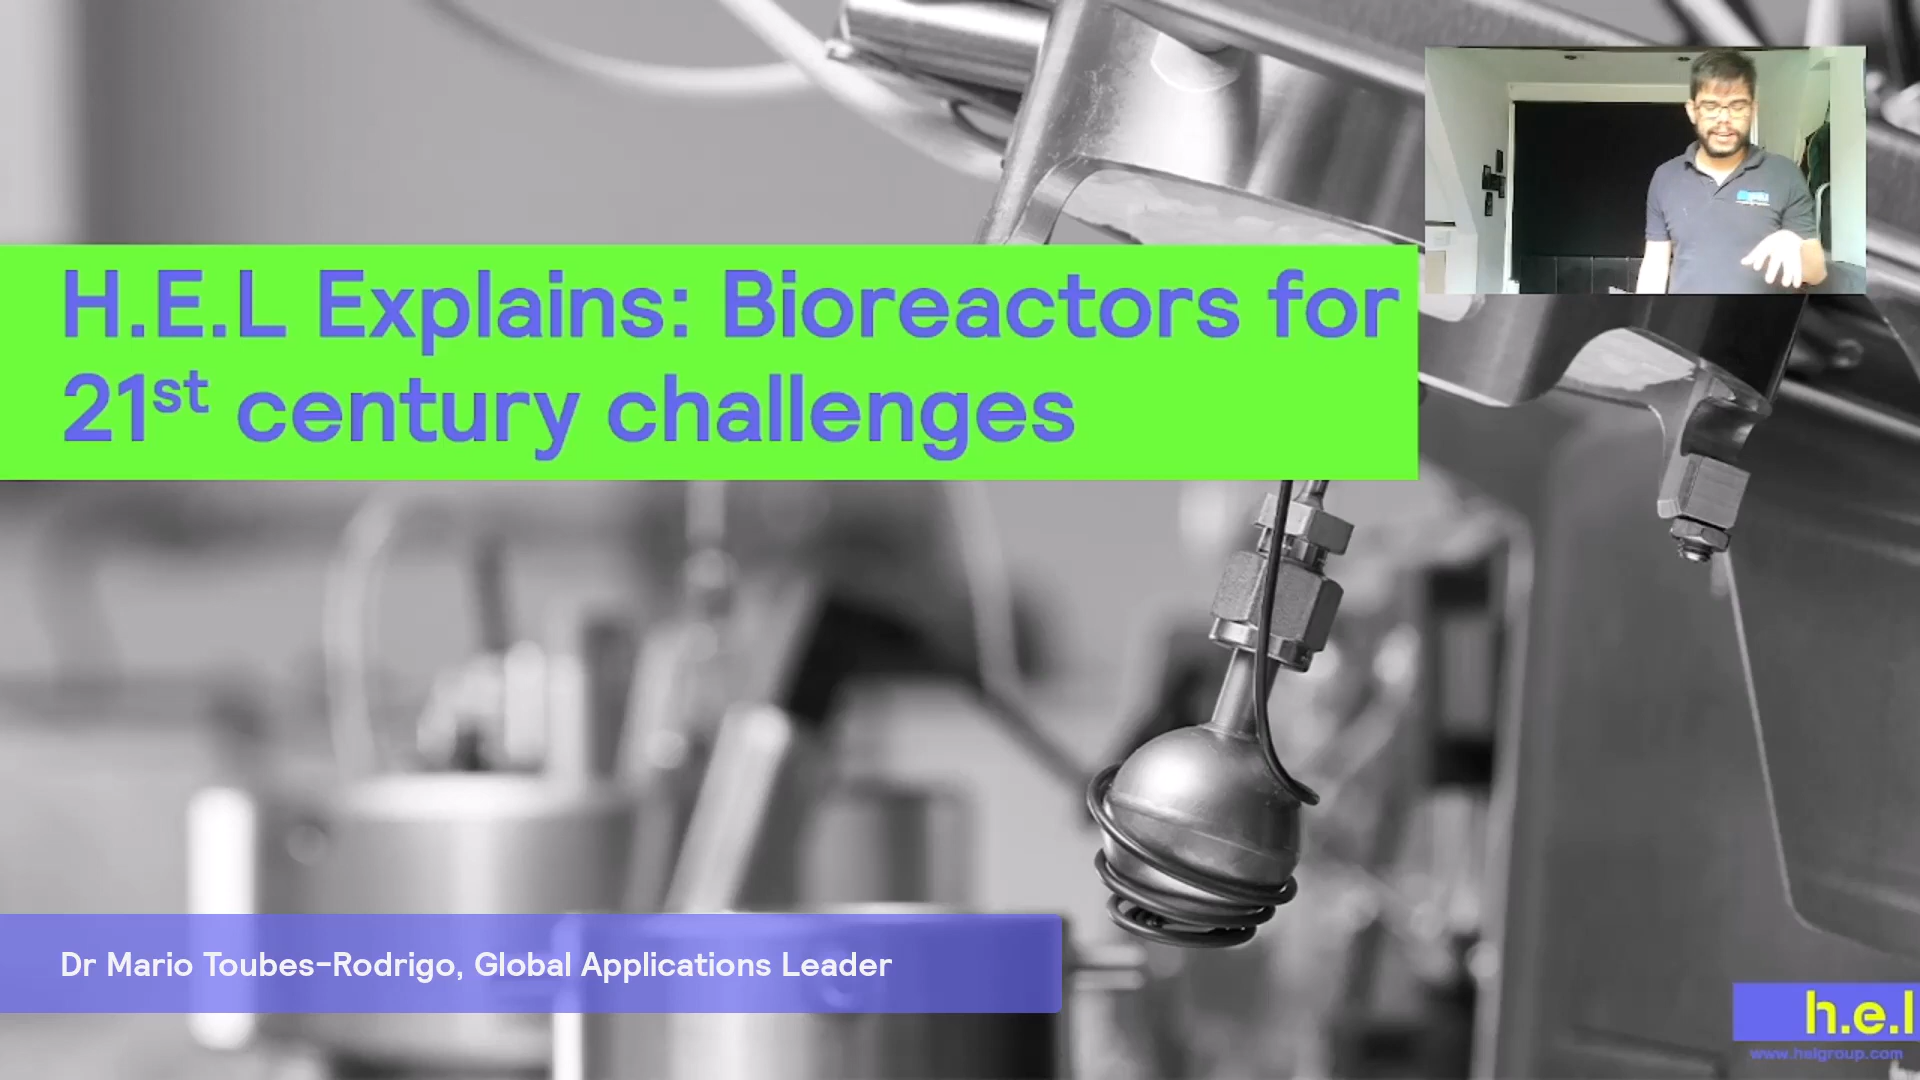 H.E.L Explains: Bioreactors for
21st century challenges
Dr Mario Toubes-Rodrigo, Global Applications Leader
h.e.l
www.helgroup.com